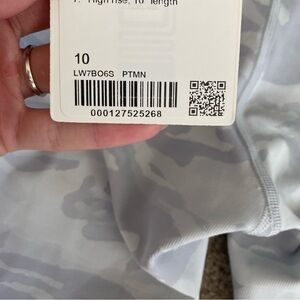 High rise, 10" length
10
LW7BO6S PTMN
000127525268